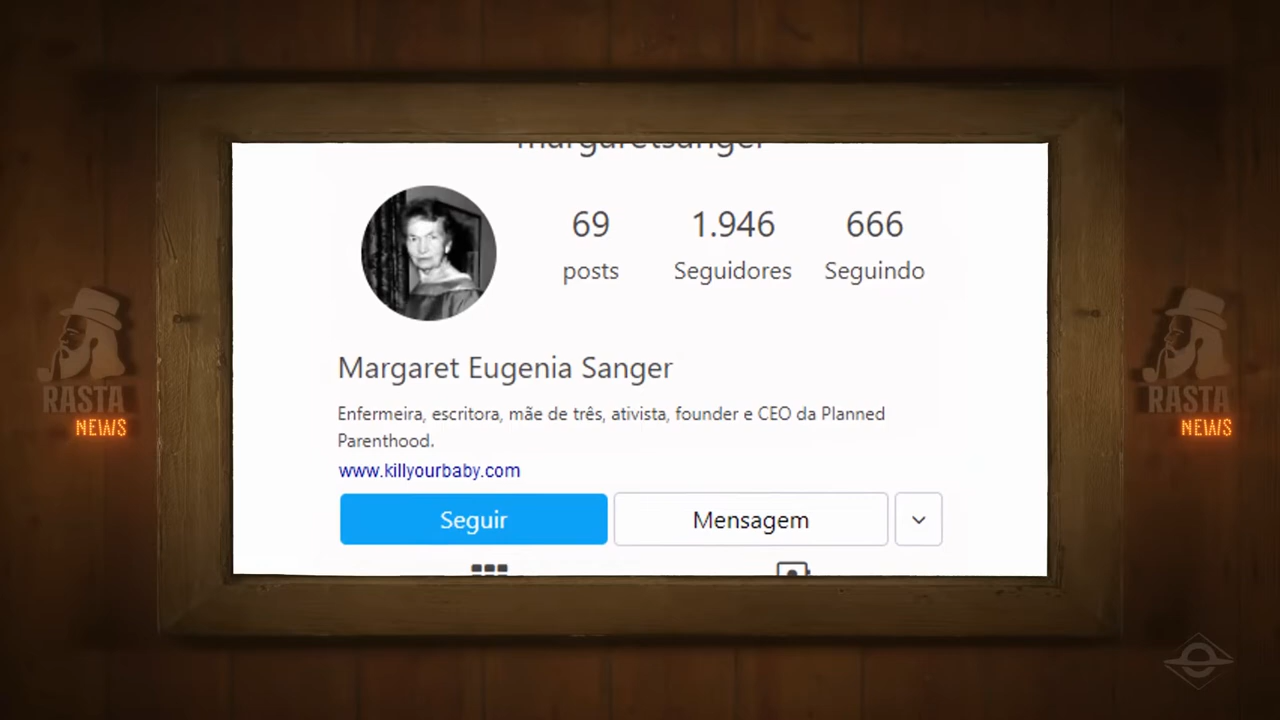 margaretsanger
69 1.946 666
posts Seguidores Seguindo
Margaret Eugenia Sanger
Enfermeira, escritora, mãe de três, ativista, founder e CEO da Planned
Parenthood.
www.killyourbaby.com
Seguir Mensagem
RASTA
NEWS
RASTA
NEWS